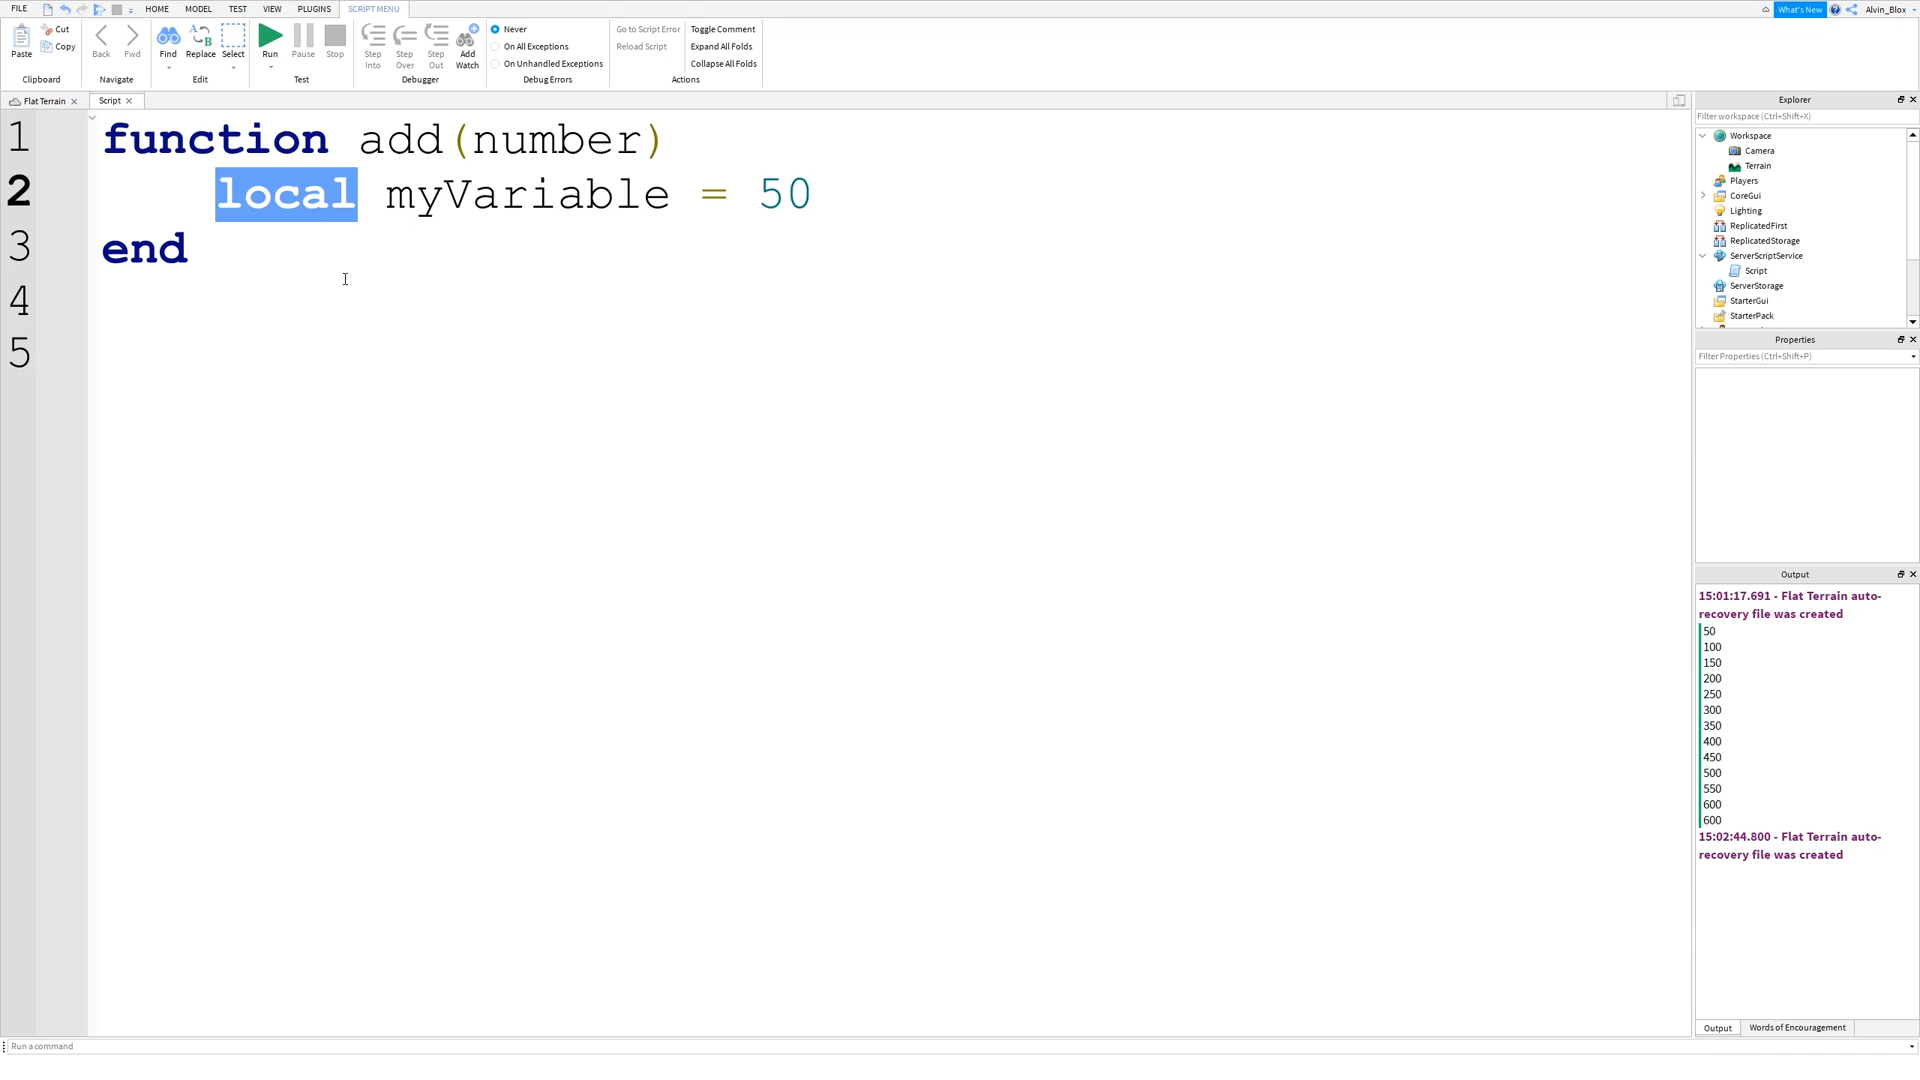 FILE HOME MODEL TEST VIEW PLUGINS SCRIPT MENU What's New Alvin_Blox
Paste Cut Copy Back Fwd Find Replace Select Run Pause Stop Step Into Step Over Step Out Add Watch
Never
On All Exceptions
On Unhandled Exceptions
Go to Script Error
Reload Script
Toggle Comment
Expand All Folds
Collapse All Folds
Clipboard Navigate Edit Test Debugger Debug Errors Actions
Flat Terrain Script
1 function add(number)
2 local myVariable = 50
3 end
4
5
Explorer
Filter workspace (Ctrl+Shift+X)
Workspace
Camera
Terrain
Players
CoreGui
Lighting
ReplicatedFirst
ReplicatedStorage
ServerScriptService
Script
ServerStorage
StarterGui
StarterPack
Properties
Filter Properties (Ctrl+Shift+P)
Output
15:01:17.691 - Flat Terrain auto-
recovery file was created
50
100
150
200
250
300
350
400
450
500
550
600
600
15:02:44.800 - Flat Terrain auto-
recovery file was created
Output Words of Encouragement
Run a command